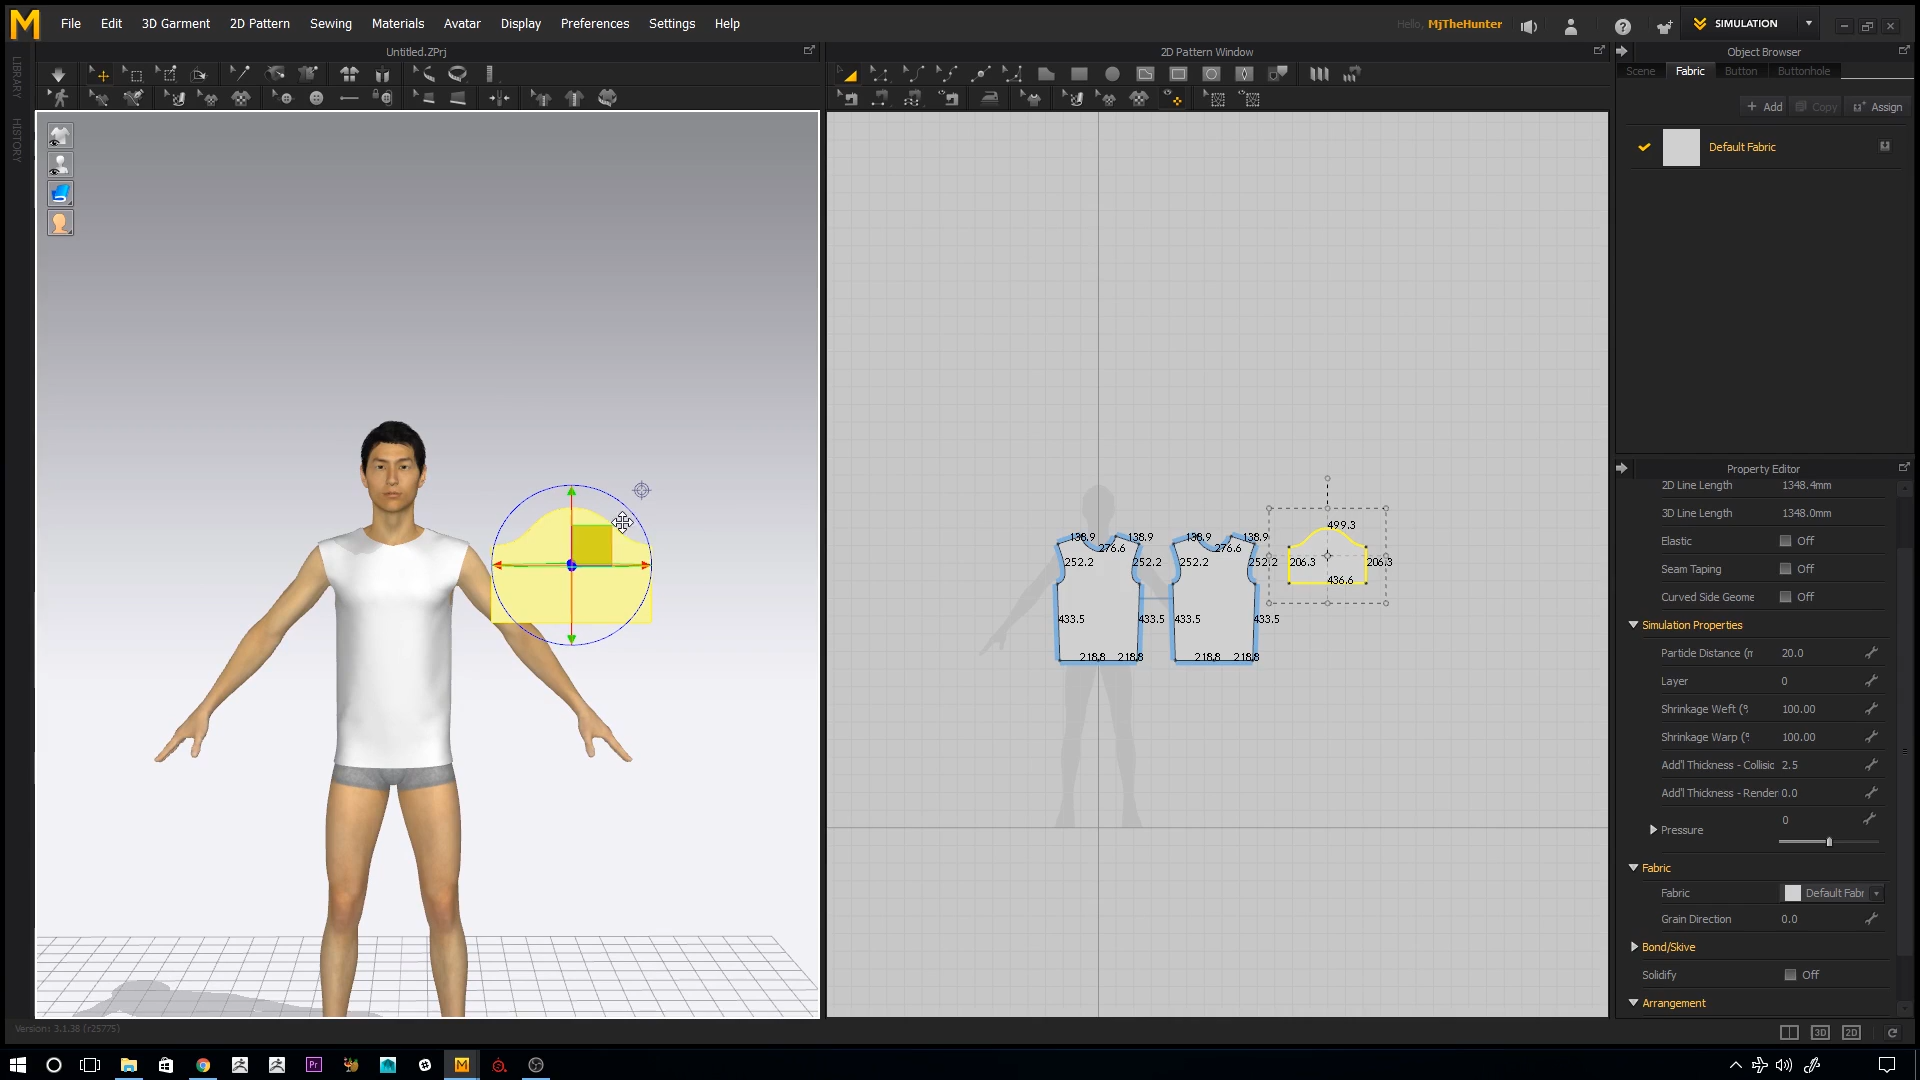 File Edit 3D Garment 2D Pattern Sewing Materials Avatar Display Preferences Settings Help
Hello, MjTheHunter
SIMULATION
Untitled.ZPrj
2D Pattern Window
Object Browser
LIBRARY
HISTORY
Scene Fabric Button Buttonhole
+ Add Copy Assign
Default Fabric
Property Editor
2D Line Length 1348.4mm
3D Line Length 1348.0mm
Elastic Off
Seam Taping Off
Curved Side Geome Off
Simulation Properties
Particle Distance (m 20.0
Layer 0
Shrinkage Weft (% 100.00
Shrinkage Warp (% 100.00
Add'l Thickness - Collisic 2.5
Add'l Thickness - Render 0.0
Pressure 0
Fabric
Fabric Default Fabr
Grain Direction 0.0
Bond/Skive
Solidify Off
Arrangement
499.3
138.9 138.9 138.9 138.9
276.6 276.6
252.2 252.2 252.2 252.2 206.3 206.3
436.6
433.5 433.5 433.5 433.5
218.8 218.8 218.8 218.8
Version: 3.1.38 (r25775)
3D 2D
Pr
M